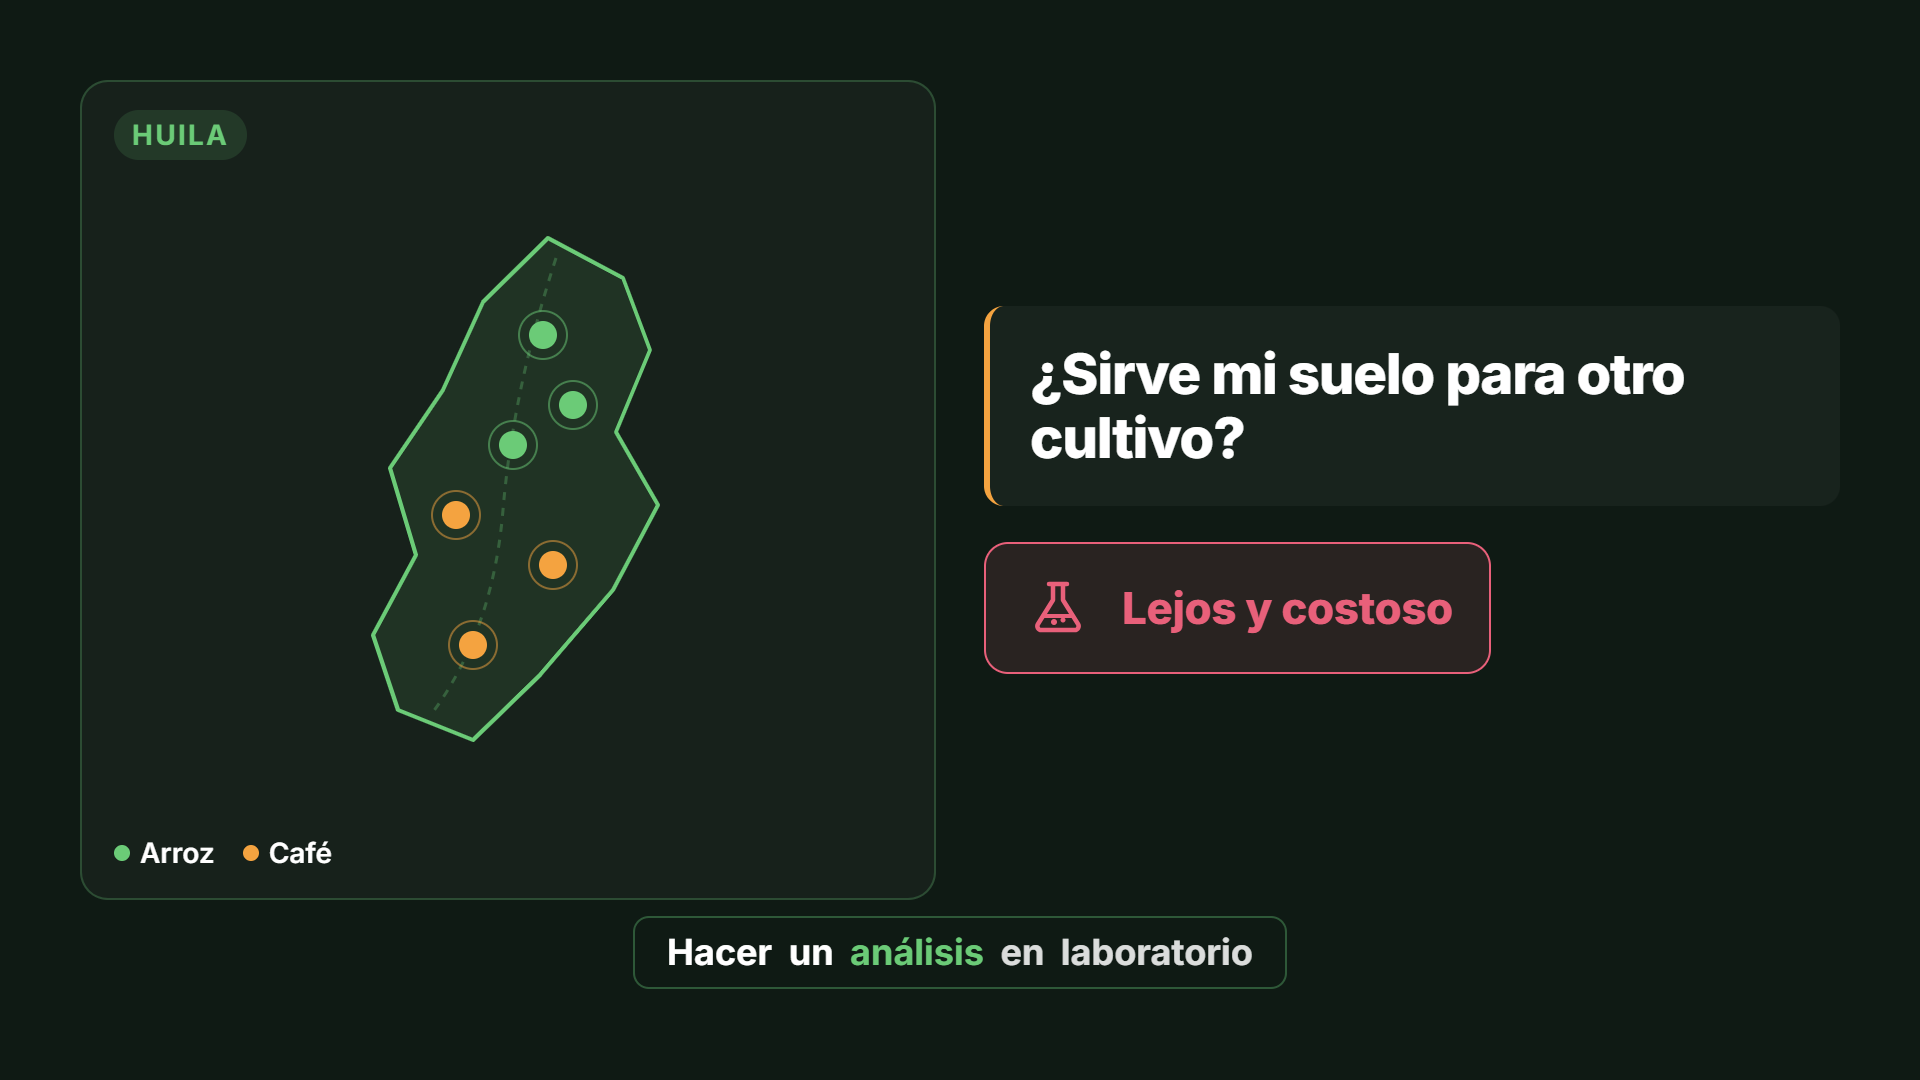 HUILA
¿Sirve mi suelo para otro
cultivo?
Lejos y costoso
Arroz
Café
Hacer un análisis en laboratorio